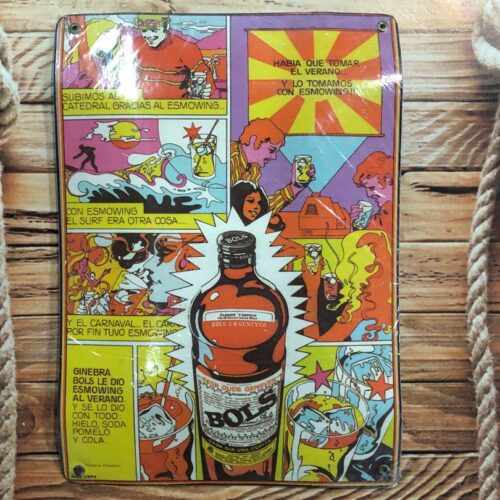 SUBIMOS AL
CATEDRAL GRACIAS AL ESMOWING...
HABIA QUE TOMAR
EL VERANO...
Y LO TOMAMOS
CON ESMOWING!!
CON ESMOWING
EL SURF ERA OTRA COSA...
Y EL CARNAVAL, EL CAR
POR FIN TUVO ESMOWI
BOLS
BOLS
GINEBRA
BOLS LE DIO
ESMOWING
AL VERANO.
Y SE LO DIO
CON TODO:
HIELO, SODA
POMELO
Y COLA.